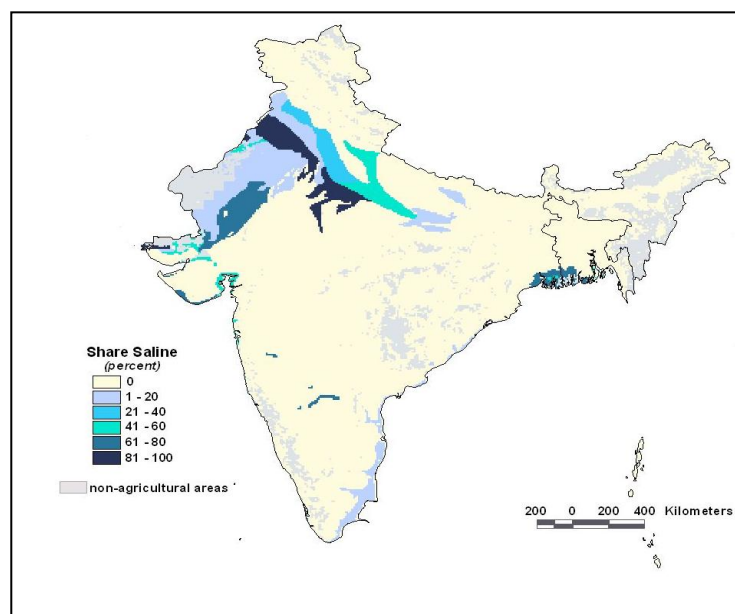 Share Saline
(percent)
0
1 - 20
21 - 40
41 - 60
61 - 80
81 - 100
non-agricultural areas
200 0 200 400 Kilometers